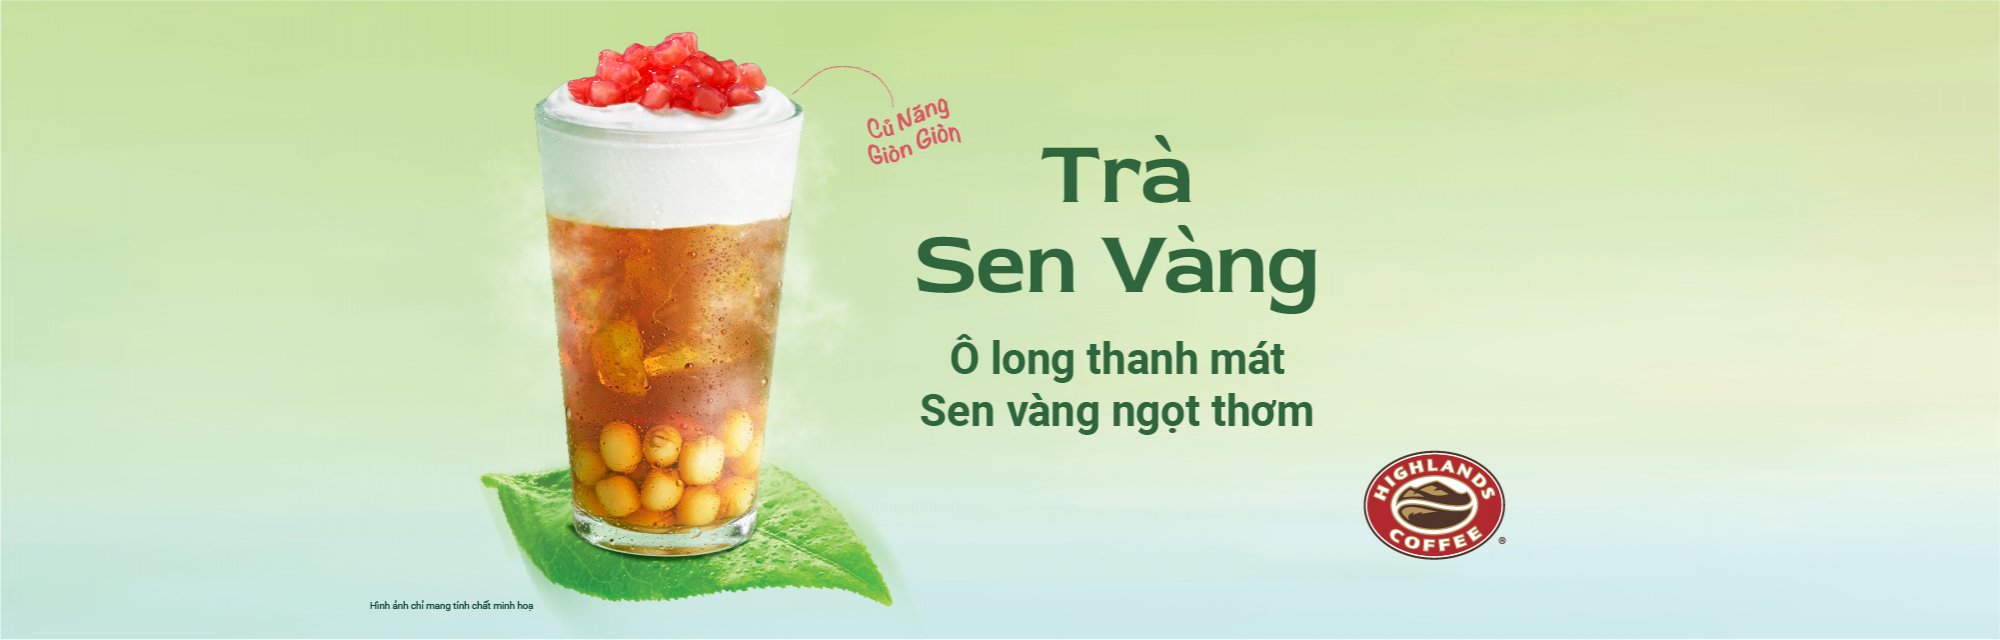 Củ Năng
Giòn Giòn
Trà
Sen Vàng
Ô long thanh mát
Sen vàng ngọt thơm
HIGHLANDS
COFFEE
®
Hình ảnh chỉ mang tính chất minh hoạ